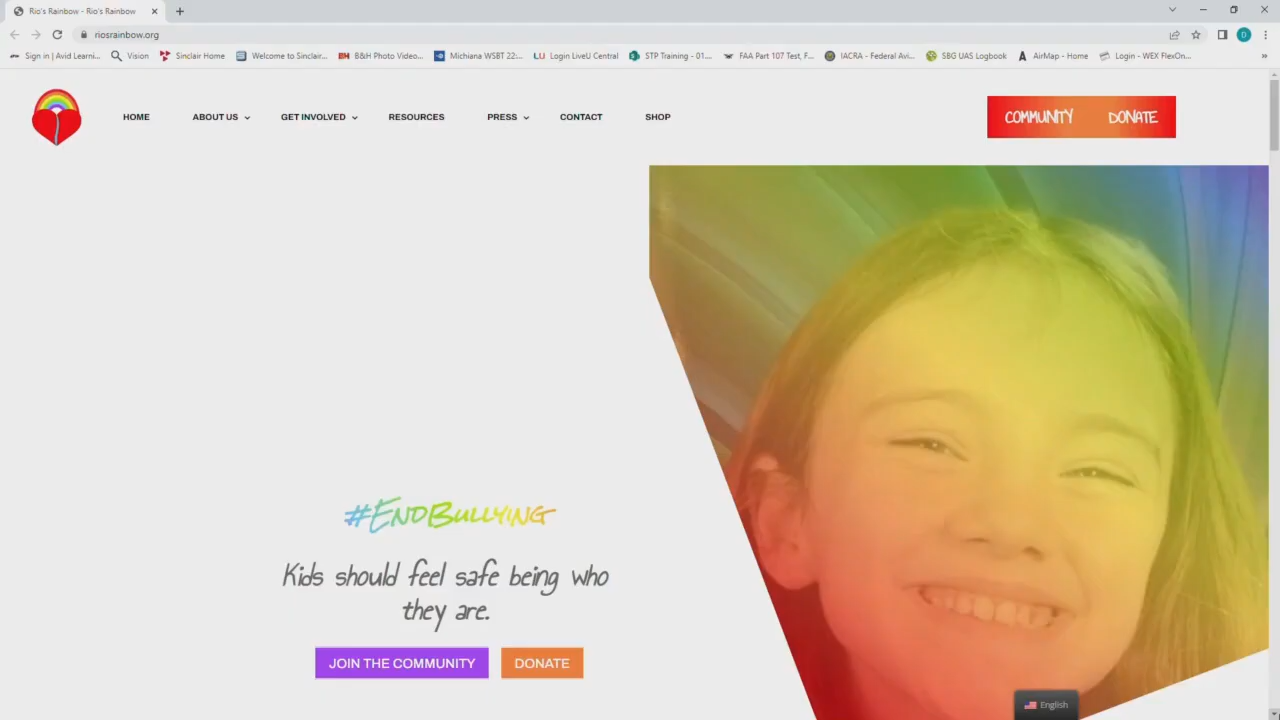 Rio's Rainbow - Rio's Rainbow
riosrainbow.org
D
Sign in | Avid Learni...
Vision
Sinclair Home
Welcome to Sinclair...
B&H Photo Video...
Michiana WSBT 22:...
LU Login LiveU Central
STP Training - 01....
FAA Part 107 Test, F...
IACRA - Federal Avi...
SBG UAS Logbook
AirMap - Home
Login - WEX FlexOn...
HOME
ABOUT US
GET INVOLVED
RESOURCES
PRESS
CONTACT
SHOP
COMMUNITY
DONATE
#EndBullying
Kids should feel safe being who
they are.
JOIN THE COMMUNITY
DONATE
English